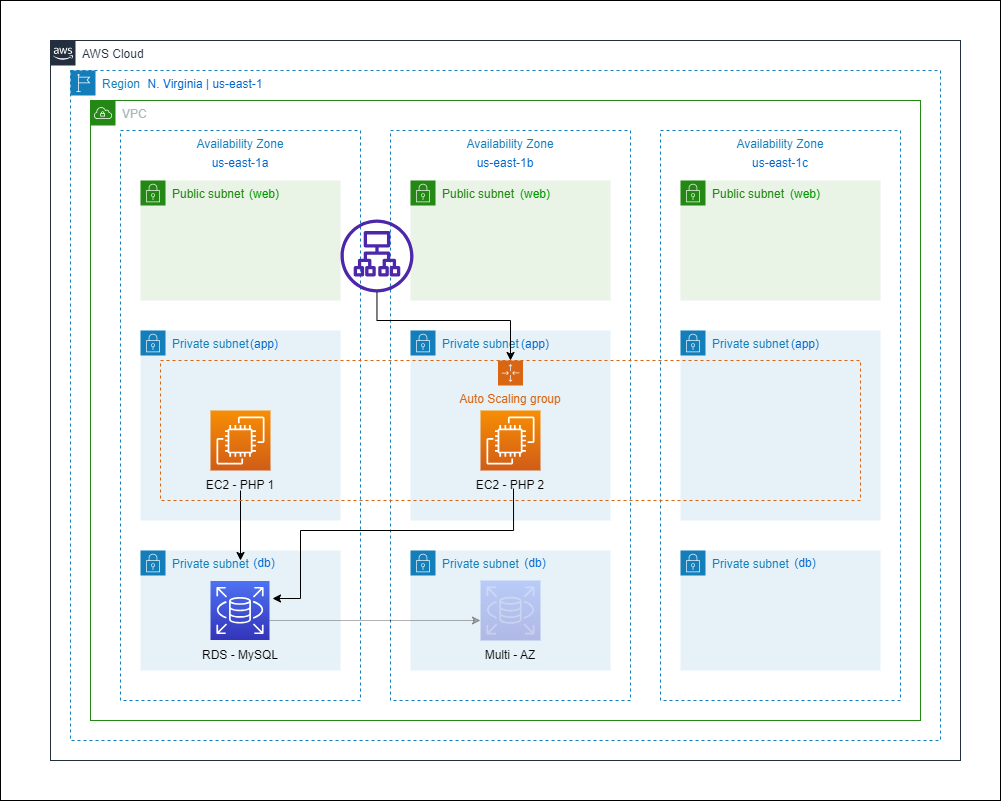 aws
AWS Cloud
Region N. Virginia | us-east-1
VPC
Availability Zone
us-east-1a
Availability Zone
us-east-1b
Availability Zone
us-east-1c
Public subnet (web)
Public subnet (web)
Public subnet (web)
Private subnet (app)
Private subnet (app)
Private subnet (app)
Auto Scaling group
EC2 - PHP 1
EC2 - PHP 2
Private subnet (db)
Private subnet (db)
Private subnet (db)
RDS - MySQL
Multi - AZ